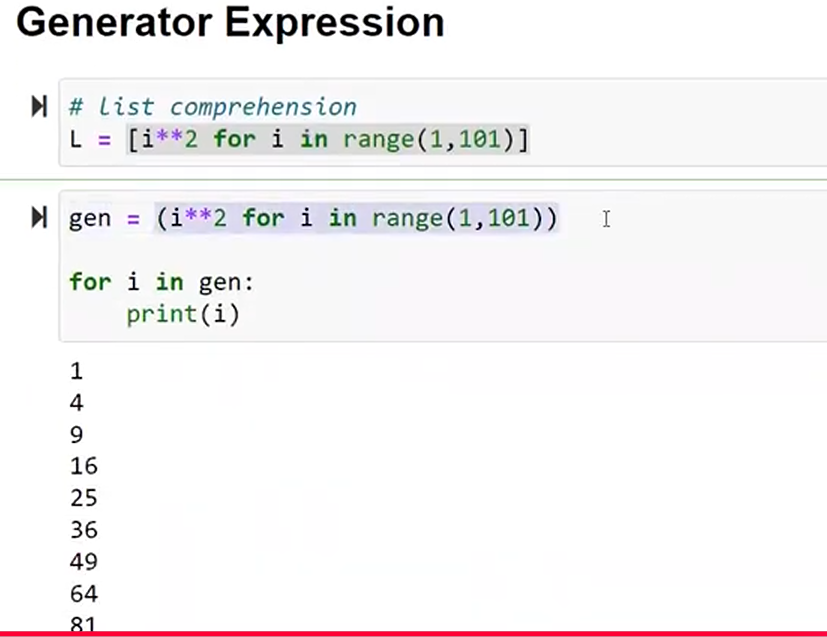 Generator Expression
# List comprehension
L = [i**2 for i in range(1,101)]
gen = (i**2 for i in range(1,101))
for i in gen:
    print(i)
1
4
9
16
25
36
49
64
81